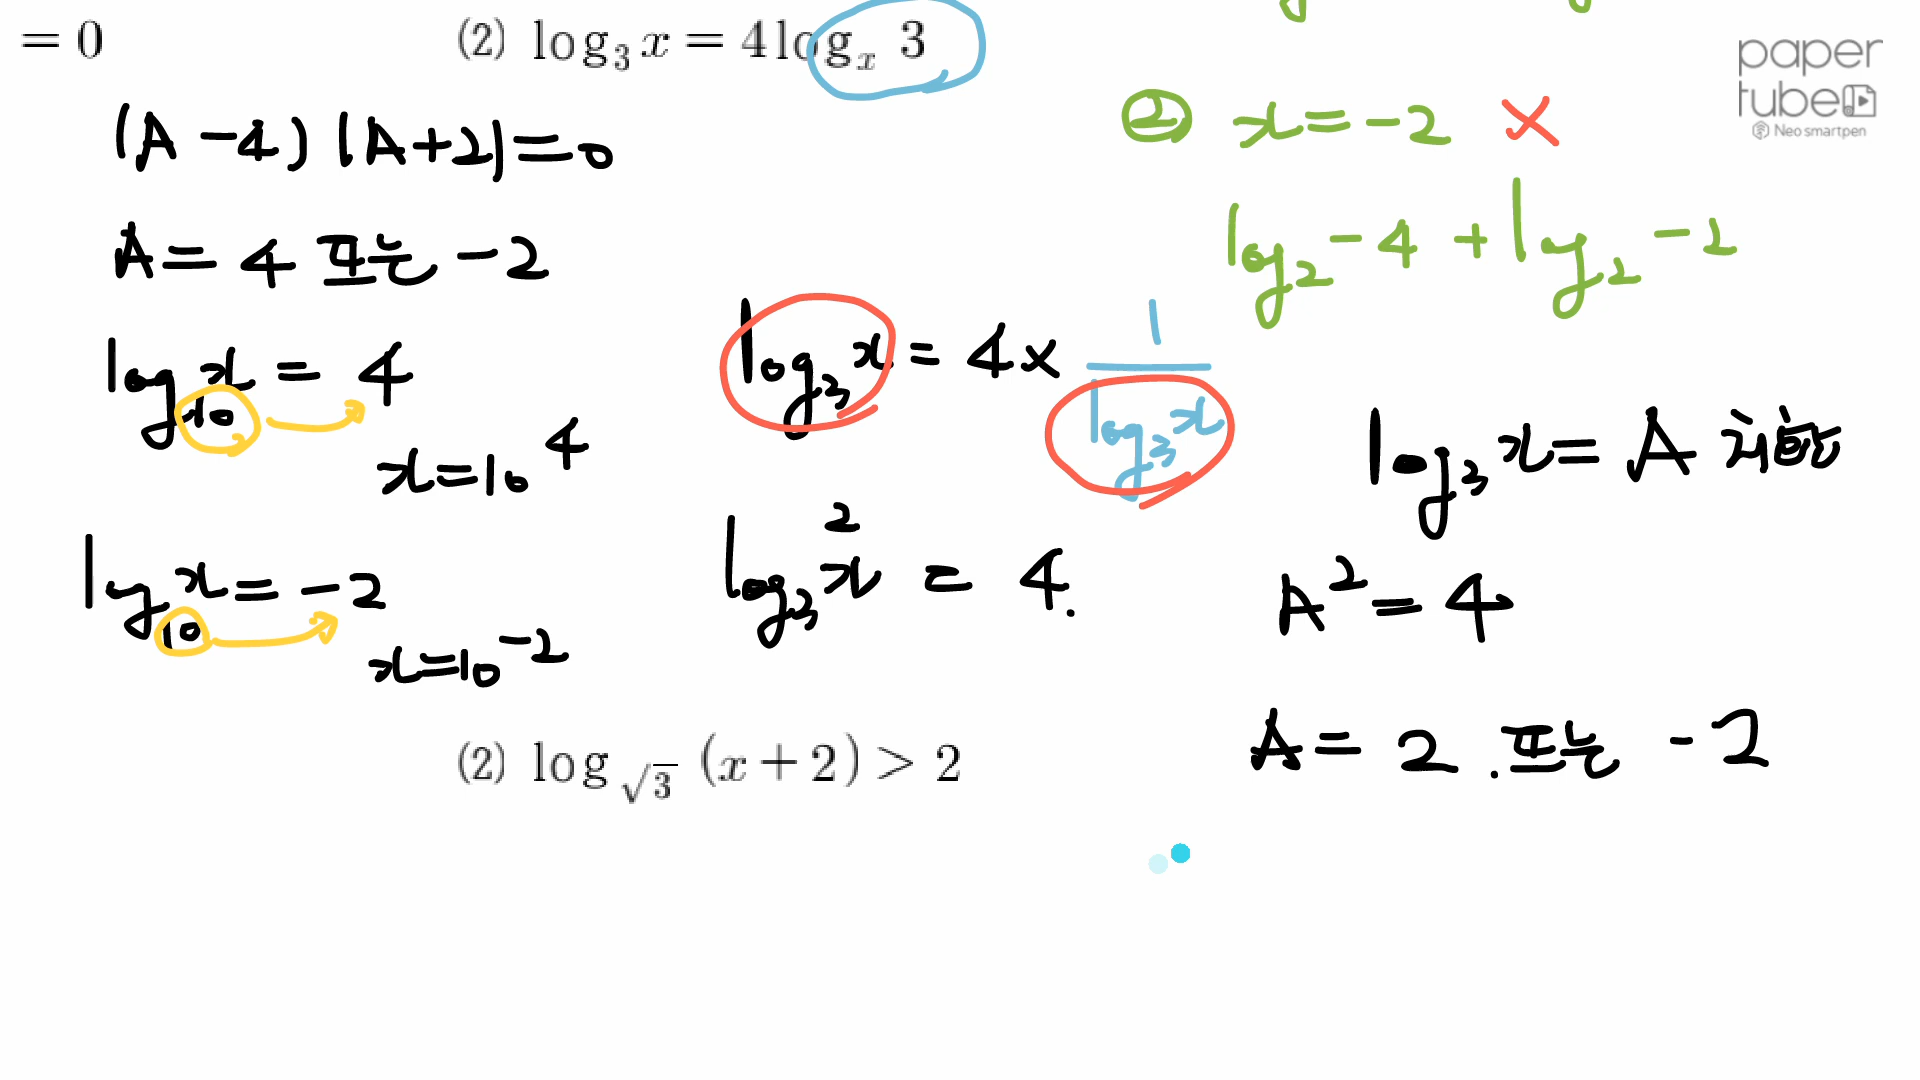 = 0
(2) log₃ x = 4 logₓ 3
paper
tube
Neo smartpen
(A - 4) (A + 2) = 0
A = 4 또는 -2
log₁₀ x = 4
x = 10⁴
log₁₀ x = -2
x = 10⁻²
② x = -2 ×
log₂ -4 + log₂ -2
log₃ x = 4 × 1/log₃ x
log₃² x = 4.
log₃ x = A 치환
A² = 4
A = 2 . 또는 -2
(2) log_√3 (x + 2) > 2